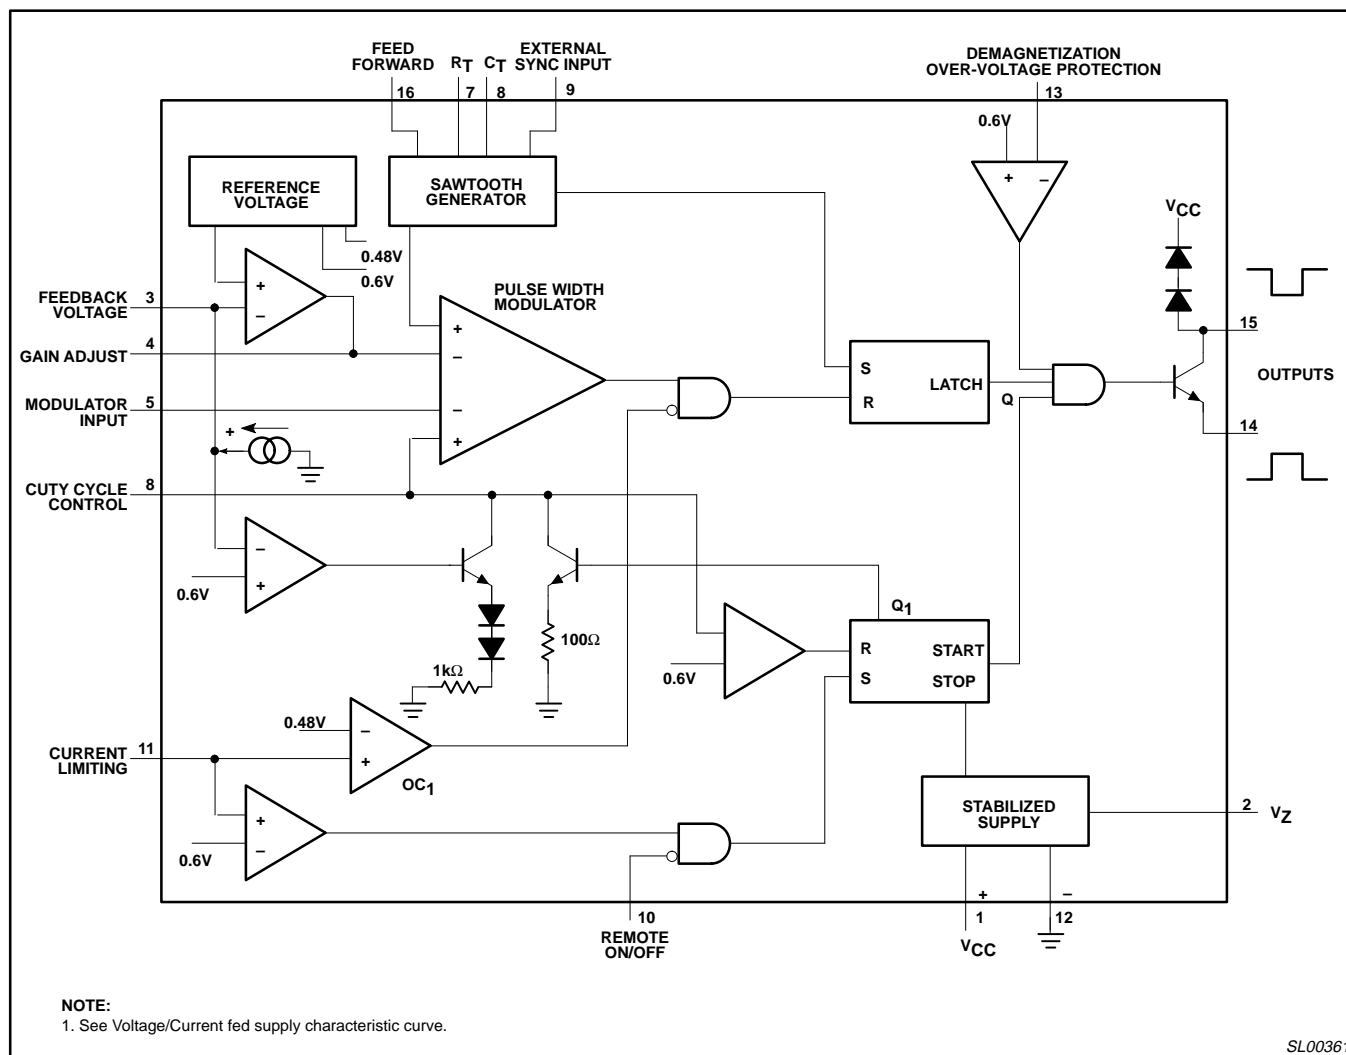 FEED
FORWARD
RT
CT
EXTERNAL
SYNC INPUT
DEMAGNETIZATION
OVER-VOLTAGE PROTECTION
16
7
8
9
13
0.6V
+
−
REFERENCE
VOLTAGE
SAWTOOTH
GENERATOR
VCC
0.48V
0.6V
+
−
FEEDBACK
VOLTAGE
3
PULSE WIDTH
MODULATOR
+
−
−
+
15
GAIN ADJUST
4
S
R
LATCH
Q
OUTPUTS
MODULATOR
INPUT
5
14
+
CUTY CYCLE
CONTROL
8
−
+
0.6V
Q1
100Ω
1kΩ
0.6V
R
S
START
STOP
0.48V
−
+
OC1
CURRENT
LIMITING
11
+
−
0.6V
STABILIZED
SUPPLY
2
VZ
+
−
10
REMOTE
ON/OFF
1
VCC
12
NOTE:
1. See Voltage/Current fed supply characteristic curve.
SL00361